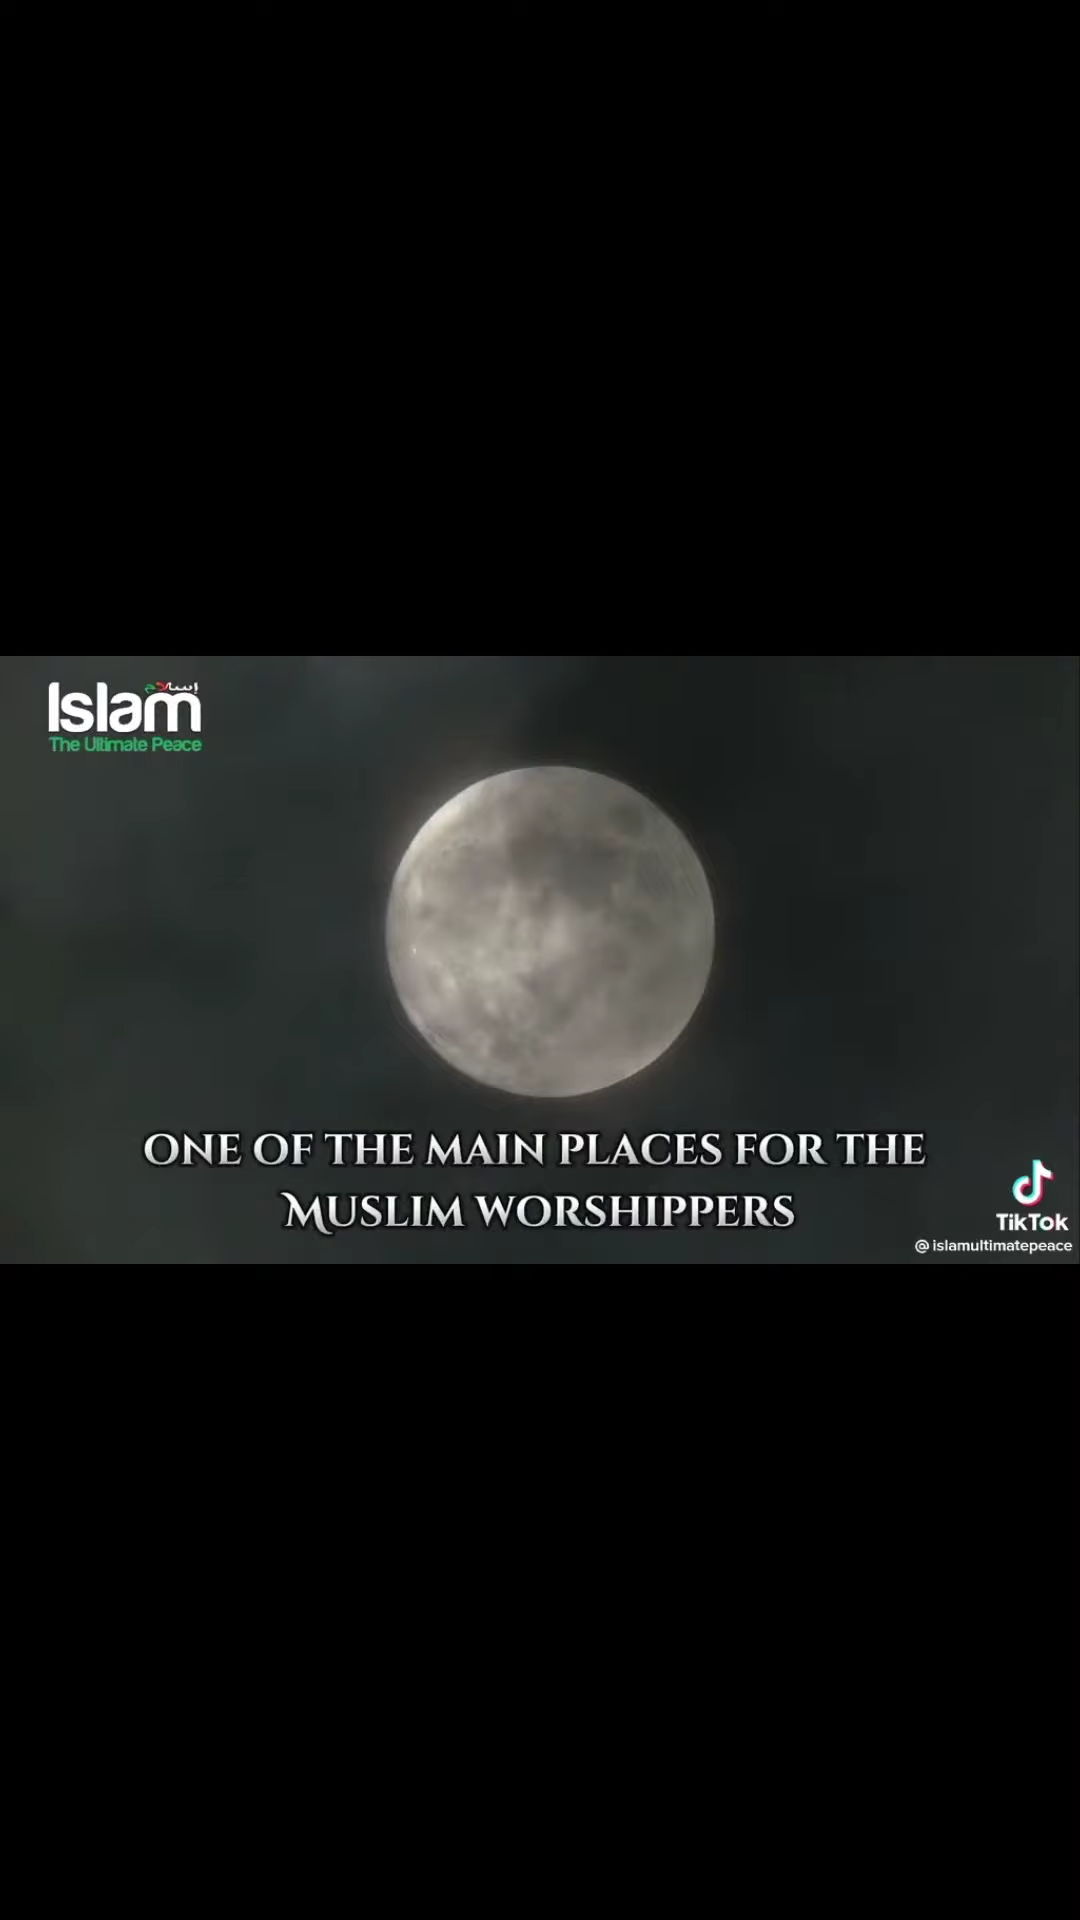 إسلام
Islam
The Ultimate Peace
ONE OF THE MAIN PLACES FOR THE
MUSLIM WORSHIPPERS
TikTok
@islamultimatepeace